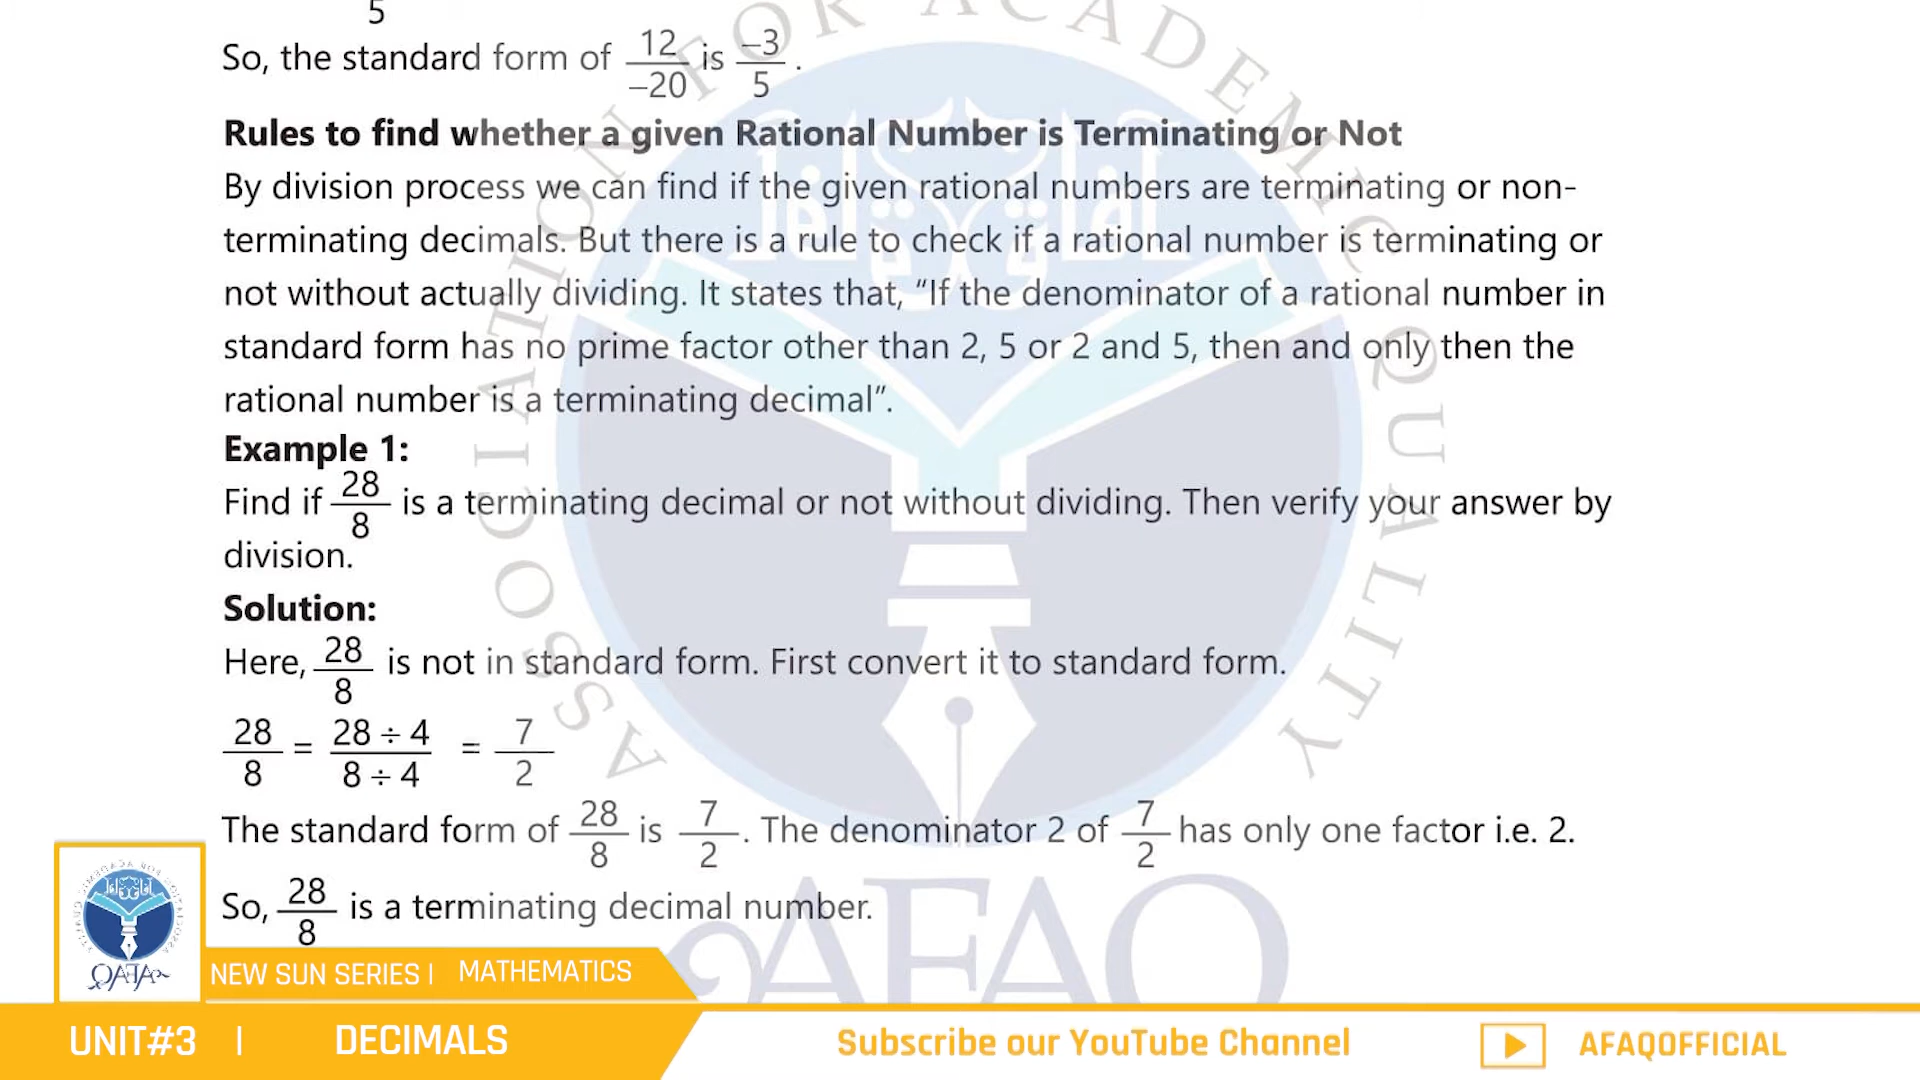 5
So, the standard form of 12/–20 is –3/5 .
Rules to find whether a given Rational Number is Terminating or Not
By division process we can find if the given rational numbers are terminating or non-
terminating decimals. But there is a rule to check if a rational number is terminating or
not without actually dividing. It states that, “If the denominator of a rational number in
standard form has no prime factor other than 2, 5 or 2 and 5, then and only then the
rational number is a terminating decimal”.
Example 1:
Find if 28/8 is a terminating decimal or not without dividing. Then verify your answer by
division.
Solution:
Here, 28/8 is not in standard form. First convert it to standard form.
28/8 = 28 ÷ 4/8 ÷ 4 = 7/2
The standard form of 28/8 is 7/2. The denominator 2 of 7/2 has only one factor i.e. 2.
So, 28/8 is a terminating decimal number.
ASSOCIATION FOR ACADEMIC QUALITY
AFAQ
NEW SUN SERIES | MATHEMATICS
UNIT#3 | DECIMALS
Subscribe our YouTube Channel
AFAQOFFICIAL